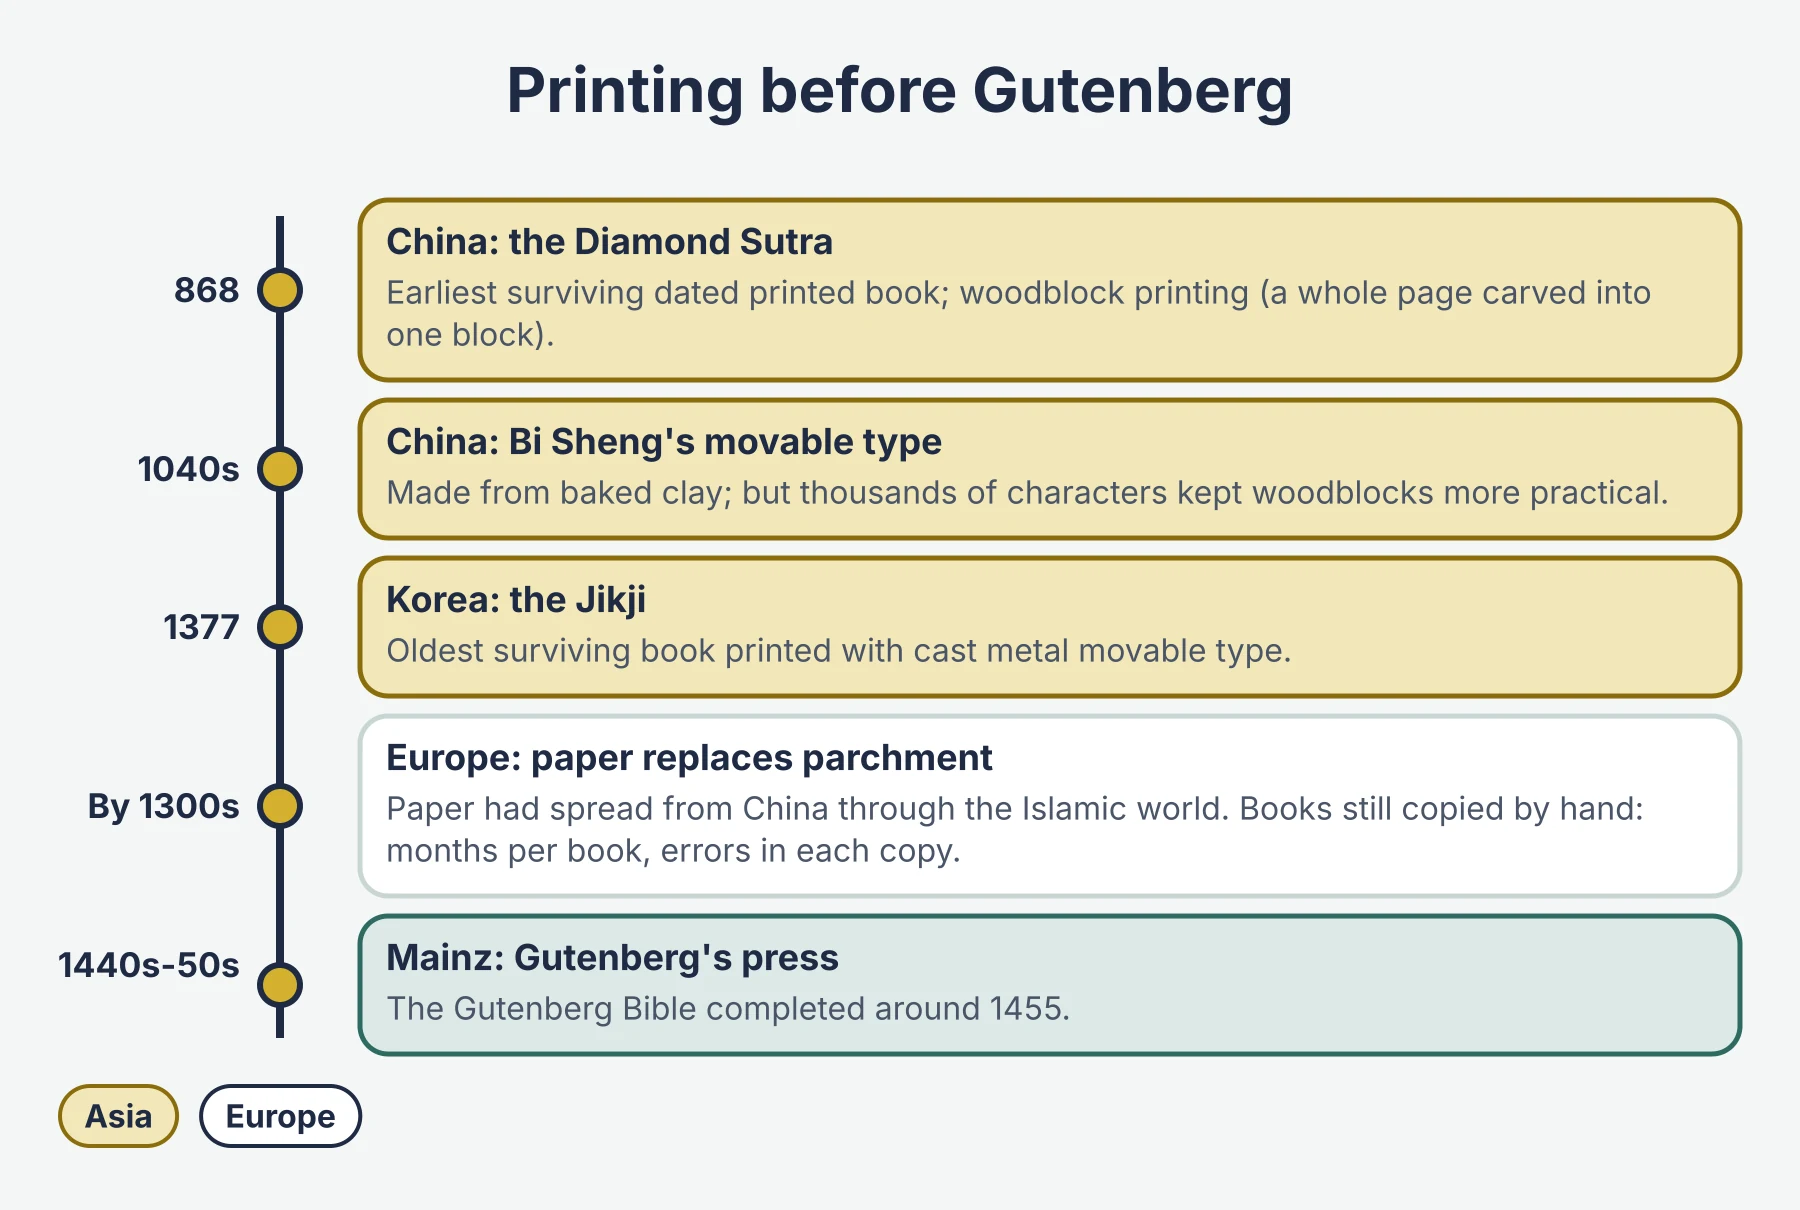 Printing before Gutenberg
868
China: the Diamond Sutra
Earliest surviving dated printed book; woodblock printing (a whole page carved into
one block).
1040s
China: Bi Sheng's movable type
Made from baked clay; but thousands of characters kept woodblocks more practical.
1377
Korea: the Jikji
Oldest surviving book printed with cast metal movable type.
By 1300s
Europe: paper replaces parchment
Paper had spread from China through the Islamic world. Books still copied by hand:
months per book, errors in each copy.
1440s-50s
Mainz: Gutenberg's press
The Gutenberg Bible completed around 1455.
Asia
Europe